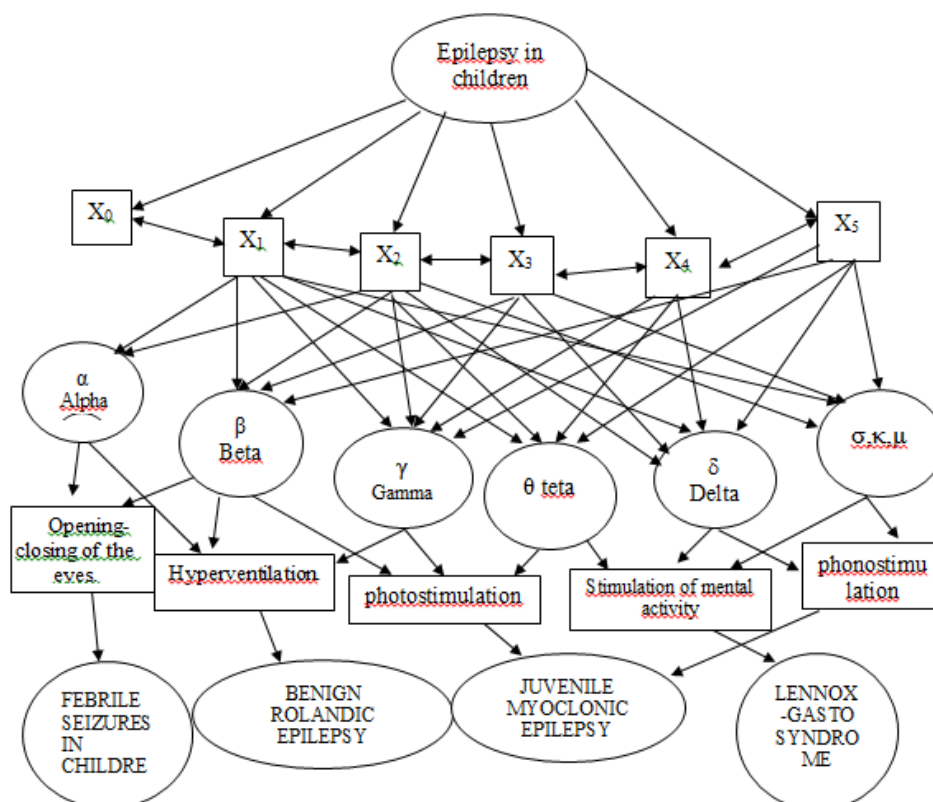 Epilepsy in
children
X0
X1
X2
X3
X4
X5
α
Alpha
β
Beta
γ
Gamma
θ teta
δ
Delta
σ,κ,μ
Opening-
closing of the
eyes.
Hyperventilation
photostimulation
Stimulation of mental
activity
phonostimu
lation
FEBRILE
SEIZURES
IN
CHILDRE
BENIGN
ROLANDIC
EPILEPSY
JUVENILE
MYOCLONIC
EPILEPSY
LENNOX
-GASTO
SYNDRO
ME